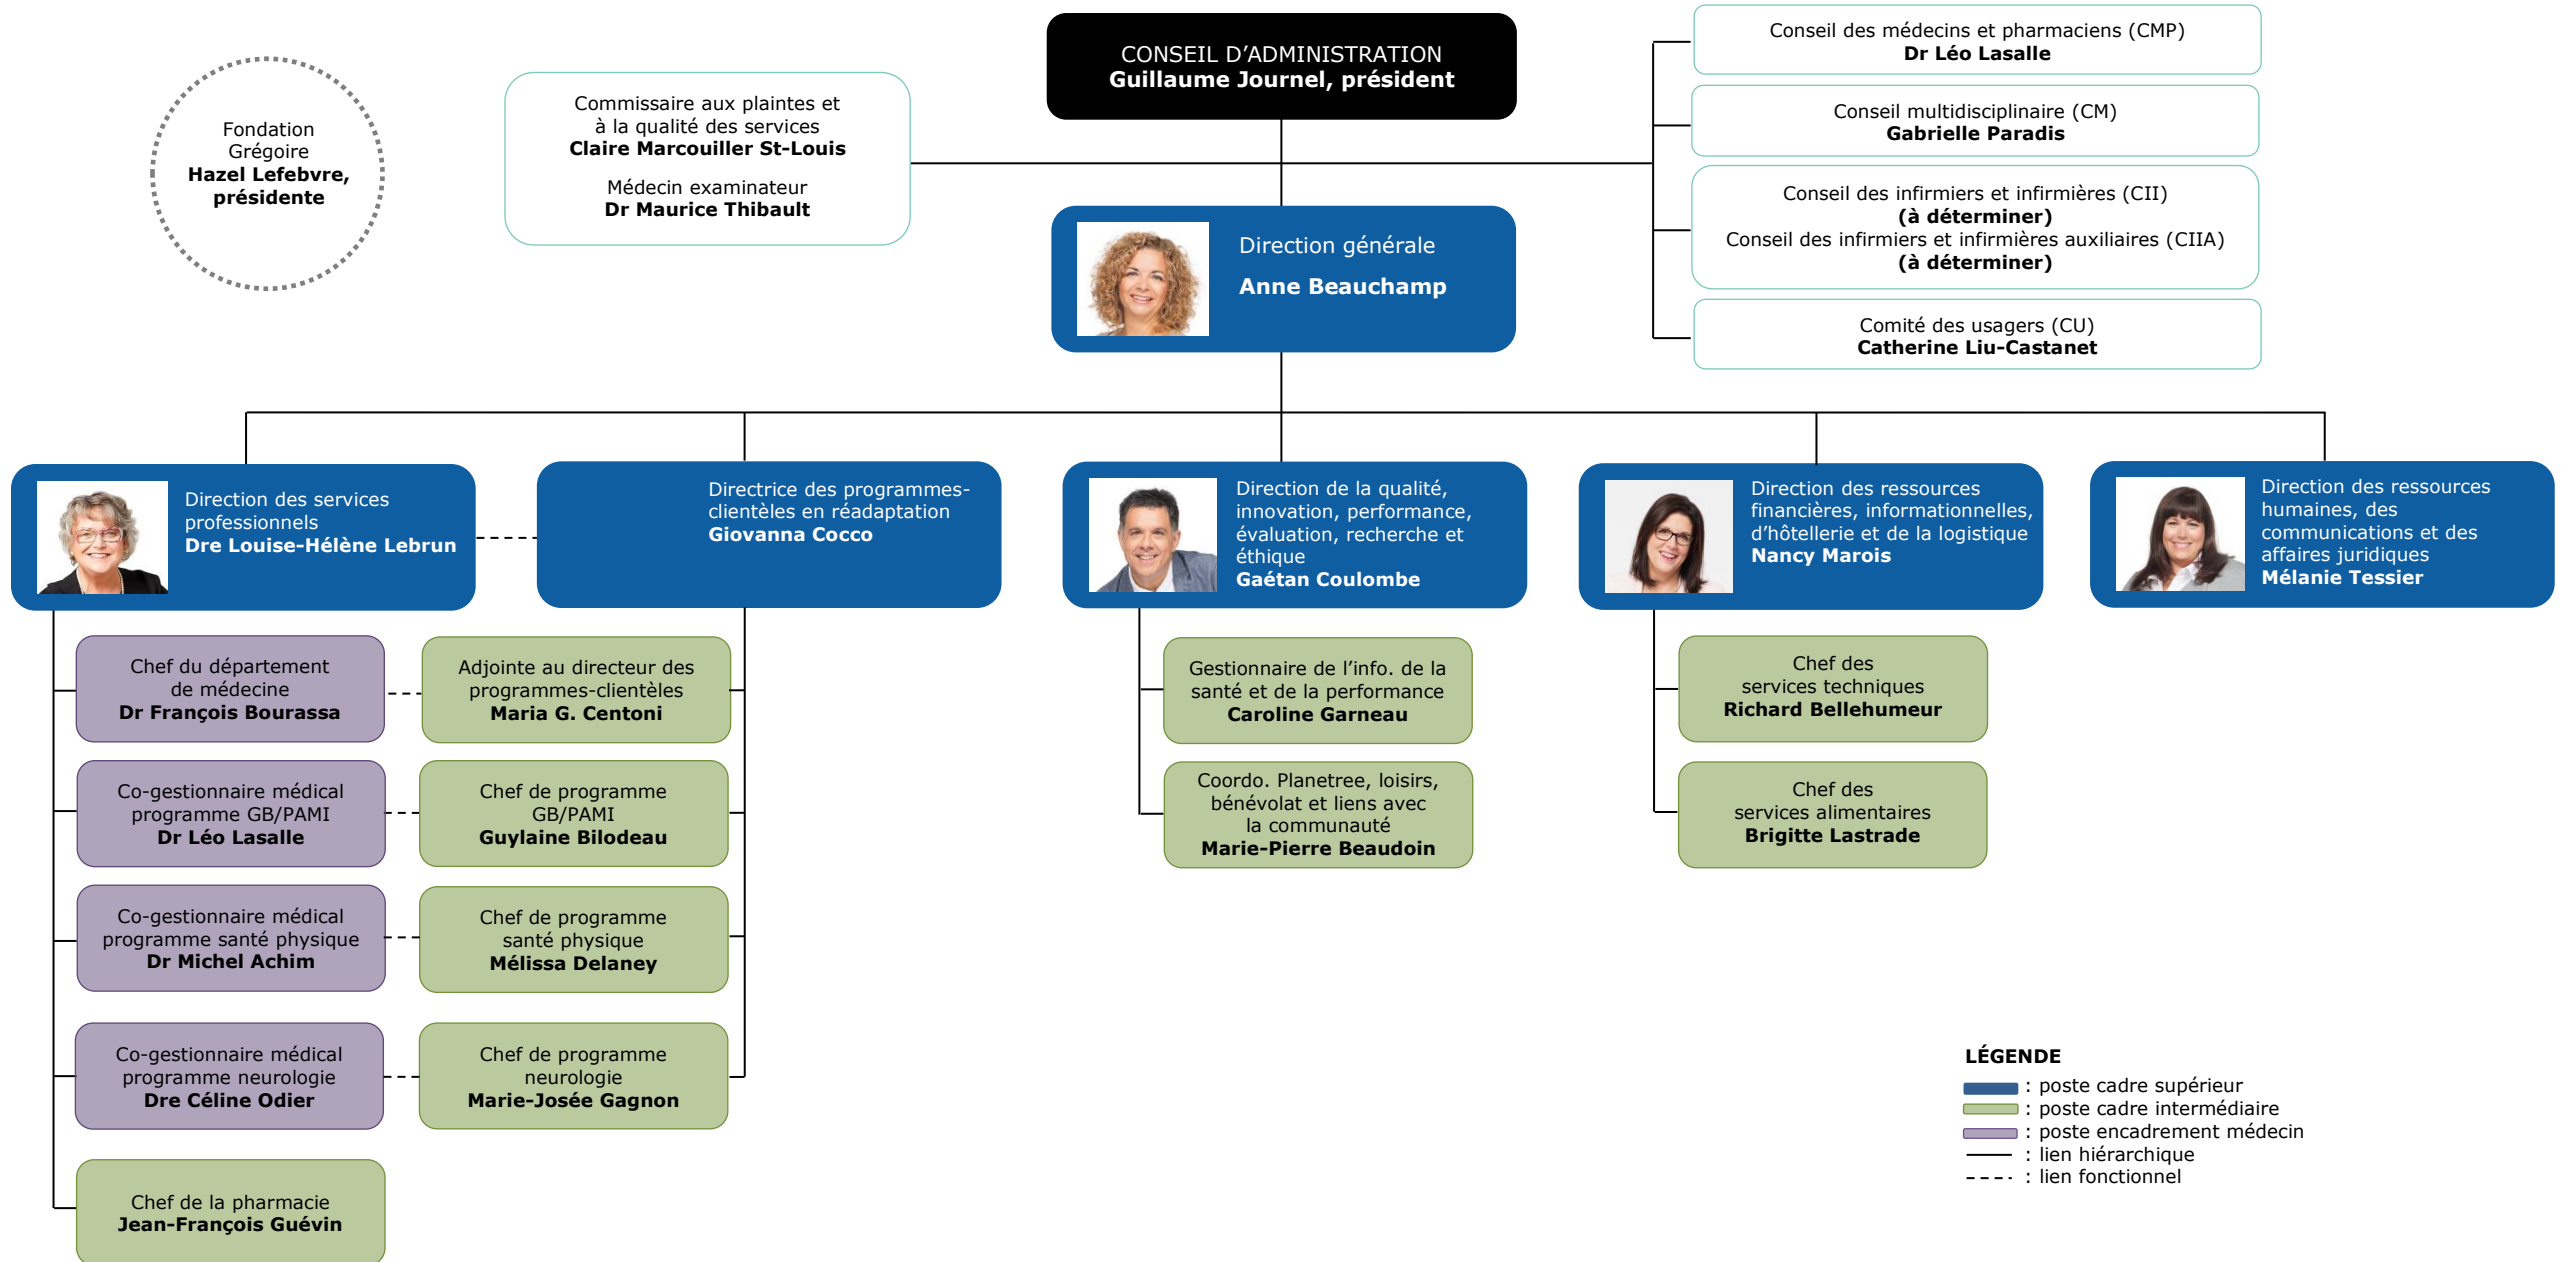 CONSEIL D’ADMINISTRATION
Guillaume Journel, président
Fondation
Grégoire
Hazel Lefebvre,
présidente
Commissaire aux plaintes et
à la qualité des services
Claire Marcouiller St-Louis
Médecin examinateur
Dr Maurice Thibault
Conseil des médecins et pharmaciens (CMP)
Dr Léo Lasalle
Conseil multidisciplinaire (CM)
Gabrielle Paradis
Conseil des infirmiers et infirmières (CII)
(à déterminer)
Conseil des infirmiers et infirmières auxiliaires (CIIA)
(à déterminer)
Comité des usagers (CU)
Catherine Liu-Castanet
Direction générale
Anne Beauchamp
Direction des services
professionnels
Dre Louise-Hélène Lebrun
Directrice des programmes-
clientèles en réadaptation
Giovanna Cocco
Direction de la qualité,
innovation, performance,
évaluation, recherche et
éthique
Gaétan Coulombe
Direction des ressources
financières, informationnelles,
d’hôtellerie et de la logistique
Nancy Marois
Direction des ressources
humaines, des
communications et des
affaires juridiques
Mélanie Tessier
Chef du département
de médecine
Dr François Bourassa
Adjointe au directeur des
programmes-clientèles
Maria G. Centoni
Gestionnaire de l’info. de la
santé et de la performance
Caroline Garneau
Chef des
services techniques
Richard Bellehumeur
Co-gestionnaire médical
programme GB/PAMI
Dr Léo Lasalle
Chef de programme
GB/PAMI
Guylaine Bilodeau
Coordo. Planetree, loisirs,
bénévolat et liens avec
la communauté
Marie-Pierre Beaudoin
Chef des
services alimentaires
Brigitte Lastrade
Co-gestionnaire médical
programme santé physique
Dr Michel Achim
Chef de programme
santé physique
Mélissa Delaney
Co-gestionnaire médical
programme neurologie
Dre Céline Odier
Chef de programme
neurologie
Marie-Josée Gagnon
Chef de la pharmacie
Jean-François Guévin
LÉGENDE
: poste cadre supérieur
: poste cadre intermédiaire
: poste encadrement médecin
: lien hiérarchique
: lien fonctionnel